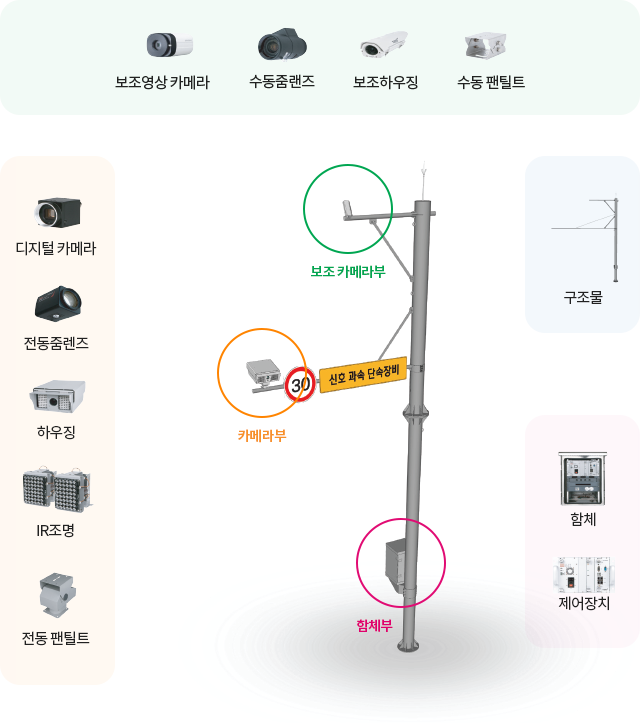 보조영상 카메라
수동줌랜즈
보조하우징
수동 팬틸트
디지털 카메라
전동줌렌즈
하우징
IR조명
전동 팬틸트
보조 카메라부
30
신호 과속 단속장비
카메라부
함체부
구조물
함체
제어장치